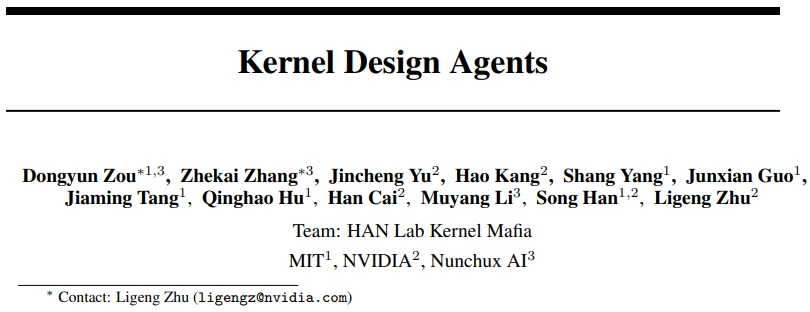 Kernel Design Agents
Dongyun Zou*1,3, Zhekai Zhang*3, Jincheng Yu2, Hao Kang2, Shang Yang1, Junxian Guo1,
Jiaming Tang1, Qinghao Hu1, Han Cai2, Muyang Li3, Song Han1,2, Ligeng Zhu2
Team: HAN Lab Kernel Mafia
MIT1, NVIDIA2, Nunchux AI3
* Contact: Ligeng Zhu (ligengz@nvidia.com)